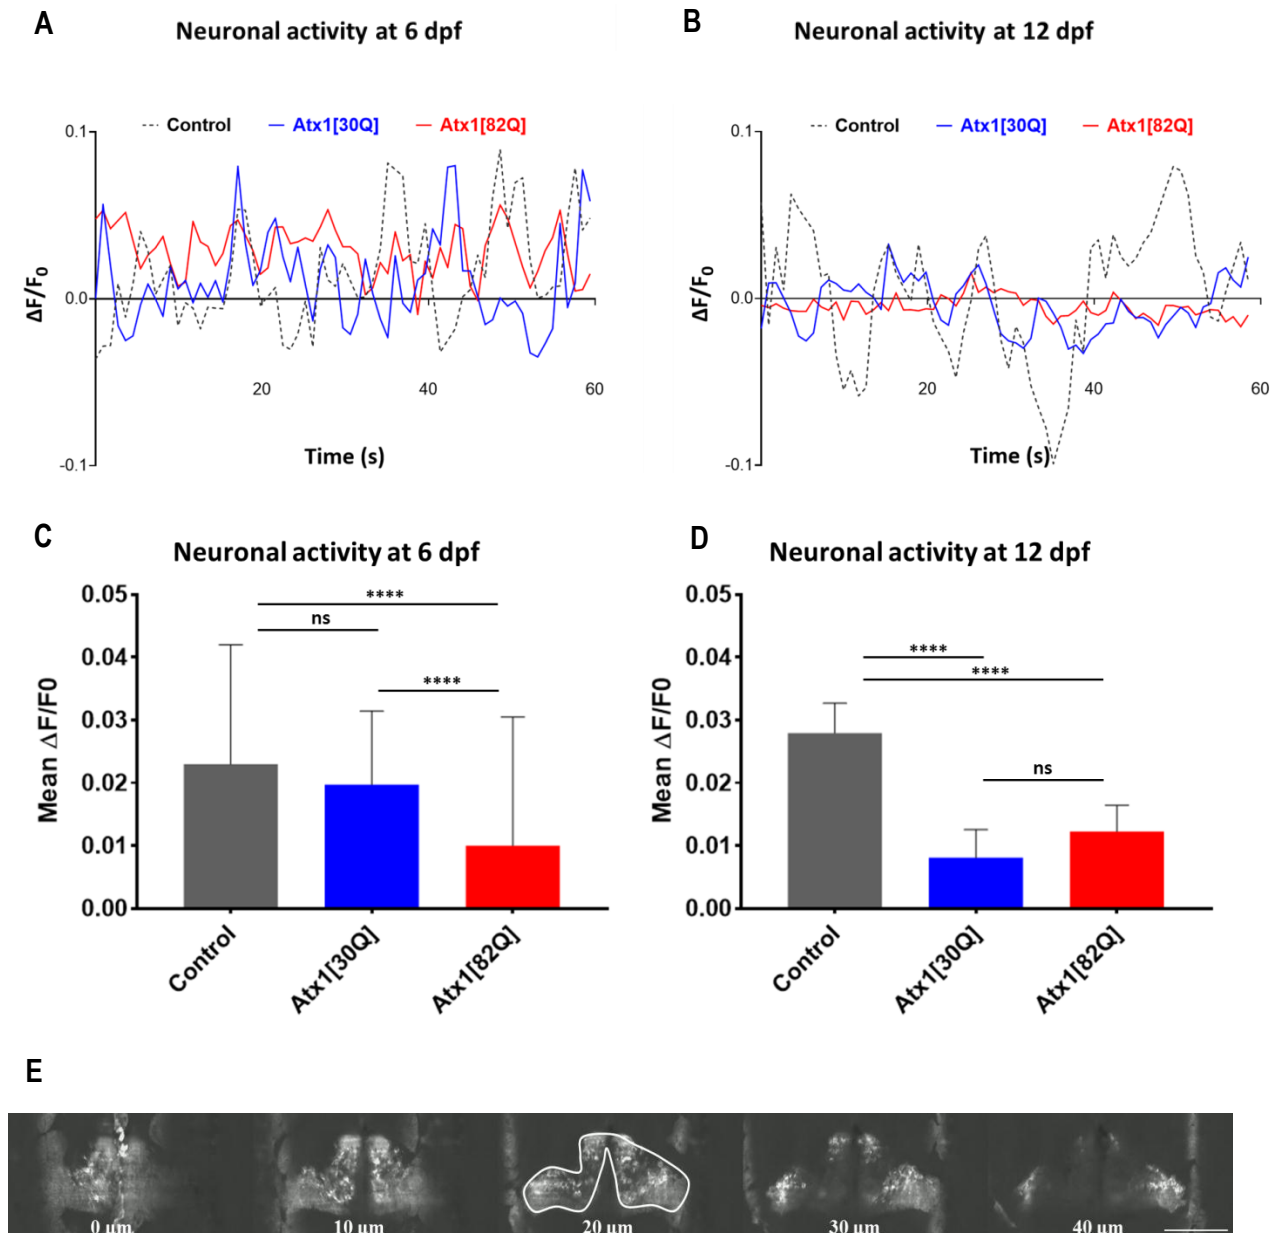 A
Neuronal activity at 6 dpf
Control Atx1[30Q] Atx1[82Q]
0.1
0.0
-0.1
ΔF/F0
20 40 60
Time (s)
B
Neuronal activity at 12 dpf
Control Atx1[30Q] Atx1[82Q]
0.1
0.0
-0.1
ΔF/F0
20 40 60
Time (s)
C
Neuronal activity at 6 dpf
0.05
0.04
0.03
0.02
0.01
0.00
Mean ΔF/F0
****
ns
****
Control Atx1[30Q] Atx1[82Q]
D
Neuronal activity at 12 dpf
0.05
0.04
0.03
0.02
0.01
0.00
Mean ΔF/F0
****
****
ns
Control Atx1[30Q] Atx1[82Q]
E
0 µm 10 µm 20 µm 30 µm 40 µm